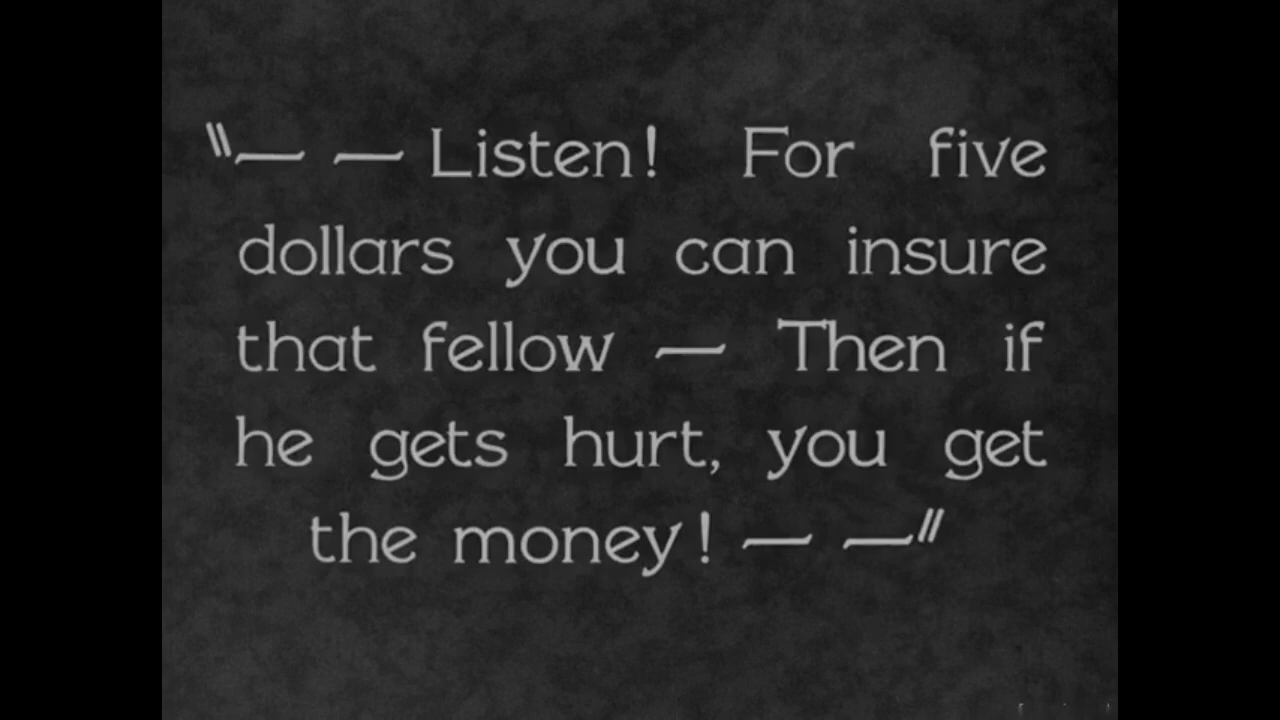 "— — Listen! For five
dollars you can insure
that fellow — Then if
he gets hurt, you get
the money! — —"